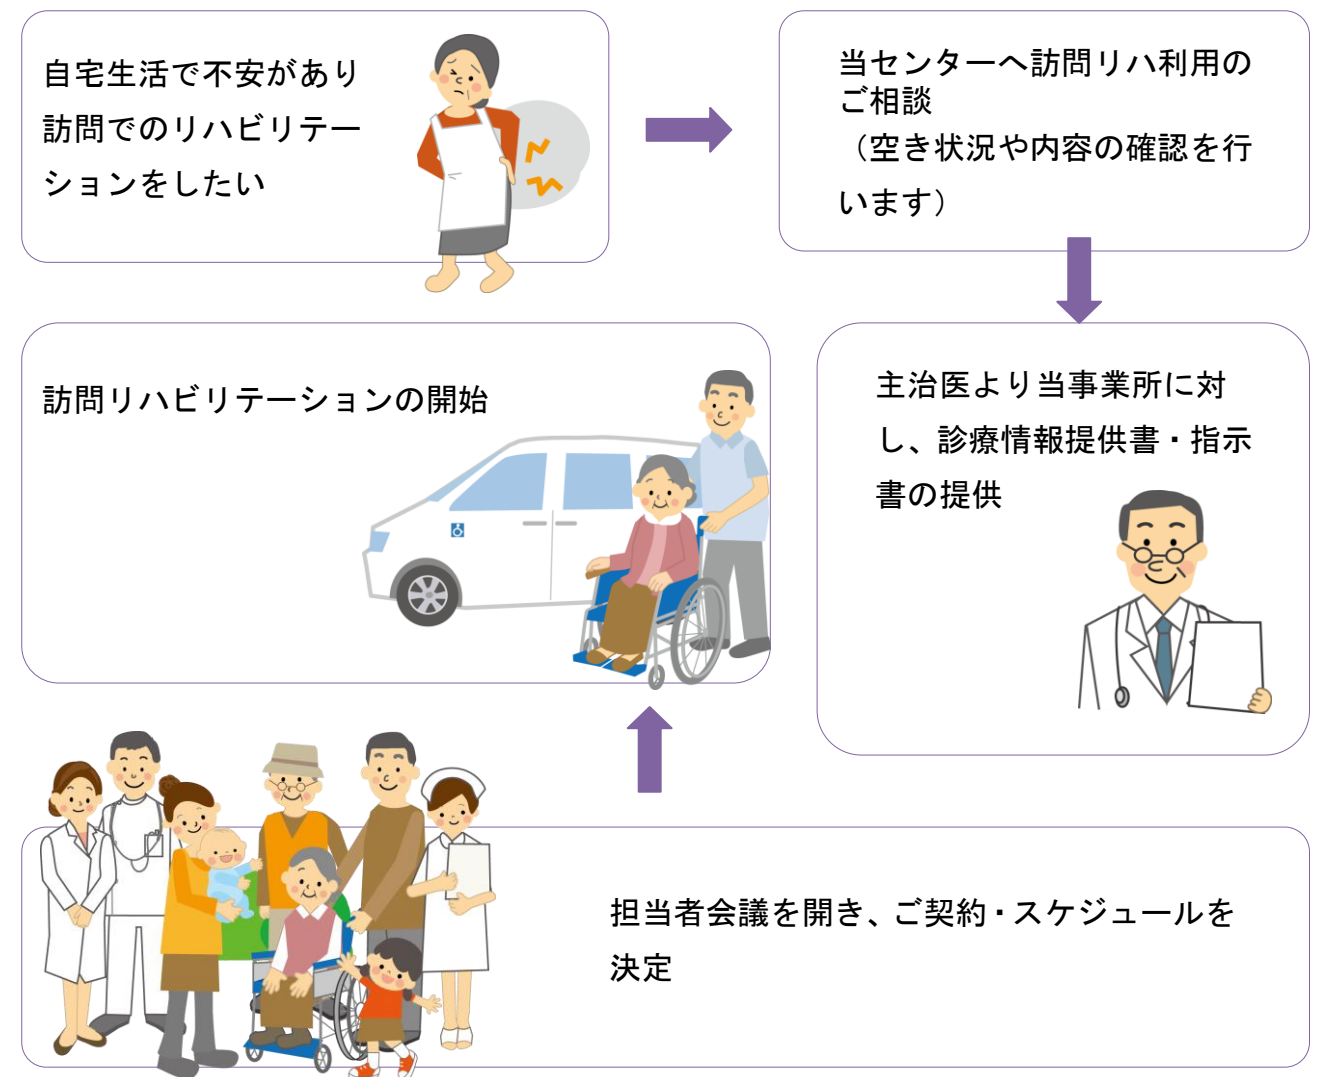 自宅生活で不安があり
訪問でのリハビリテー
ションをしたい
当センターへ訪問リハ利用の
ご相談
（空き状況や内容の確認を行
います）
主治医より当事業所に対
し、診療情報提供書・指示
書の提供
担当者会議を開き、ご契約・スケジュールを
決定
訪問リハビリテーションの開始